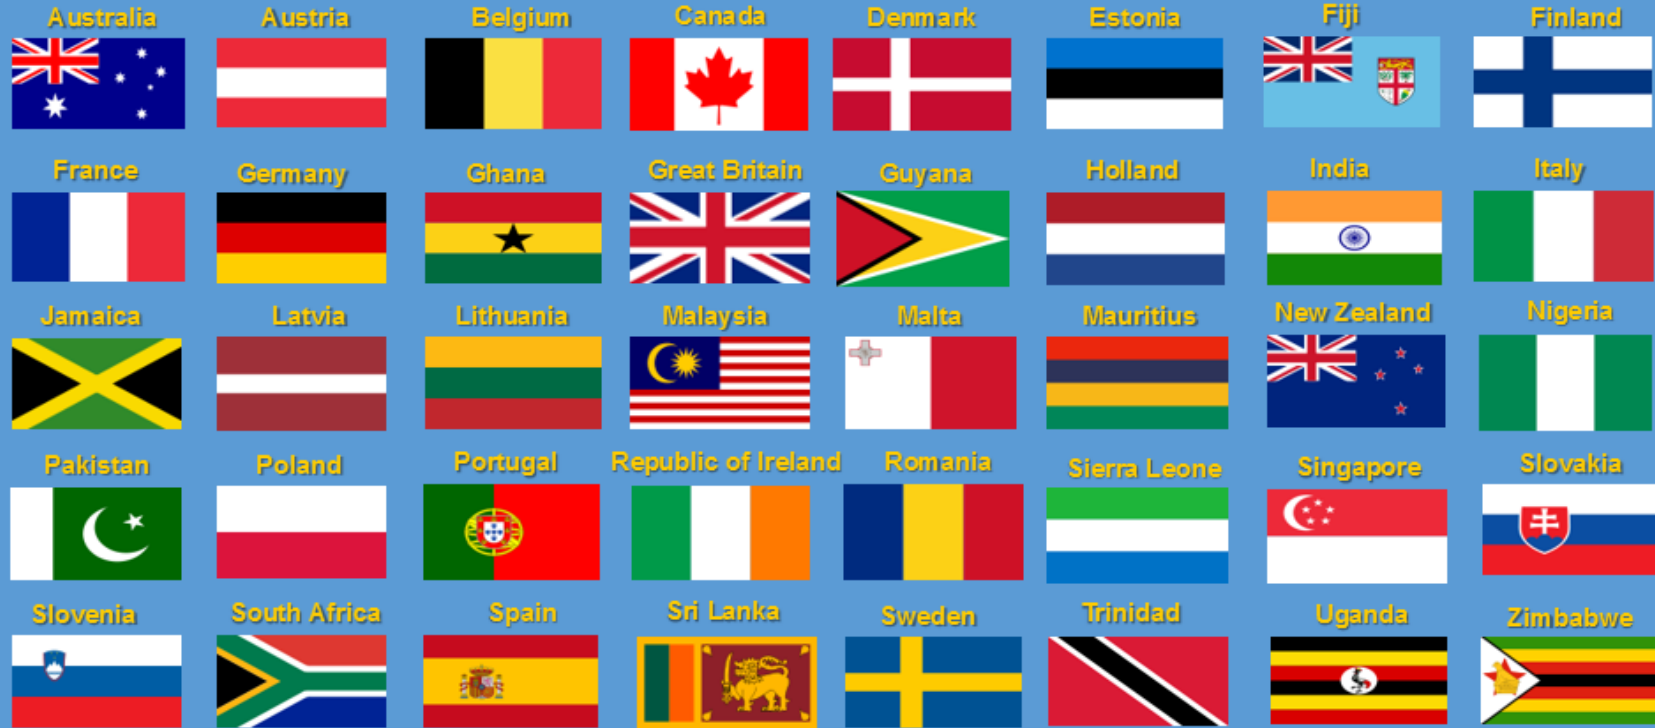 Australia Austria Belgium Canada Denmark Estonia Fiji Finland
France Germany Ghana Great Britain Guyana Holland India Italy
Jamaica Latvia Lithuania Malaysia Malta Mauritius New Zealand Nigeria
Pakistan Poland Portugal Republic of Ireland Romania Sierra Leone Singapore Slovakia
Slovenia South Africa Spain Sri Lanka Sweden Trinidad Uganda Zimbabwe